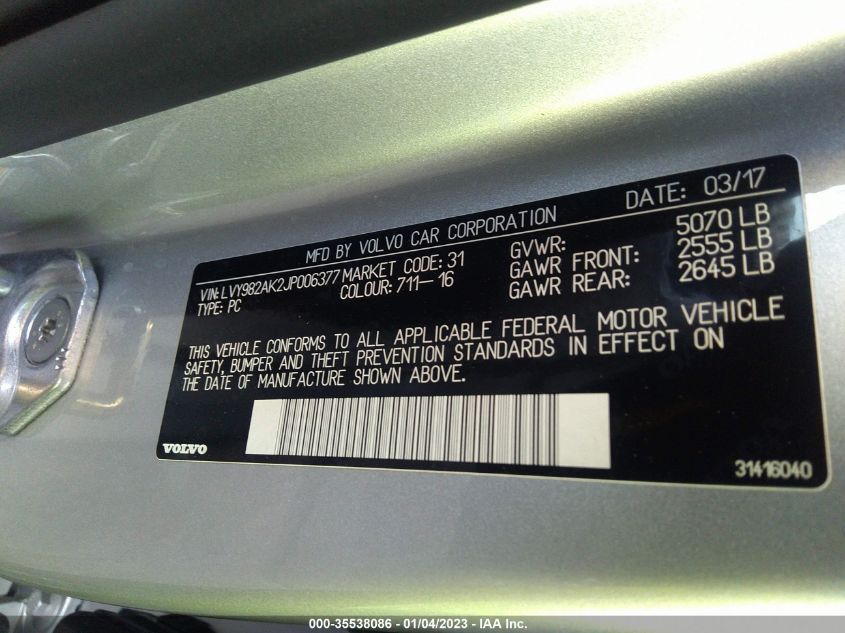 DATE: 03/17
MFD BY VOLVO CAR CORPORATION
VIN: LVY982AK2JP006377 MARKET CODE: 31 GVWR: 5070 LB
TYPE: PC COLOUR: 711-16 GAWR FRONT: 2555 LB
GAWR REAR: 2645 LB
THIS VEHICLE CONFORMS TO ALL APPLICABLE FEDERAL MOTOR VEHICLE
SAFETY, BUMPER AND THEFT PREVENTION STANDARDS IN EFFECT ON
THE DATE OF MANUFACTURE SHOWN ABOVE.
VOLVO
31416040
000-35538086 - 01/04/2023 - IAA Inc.